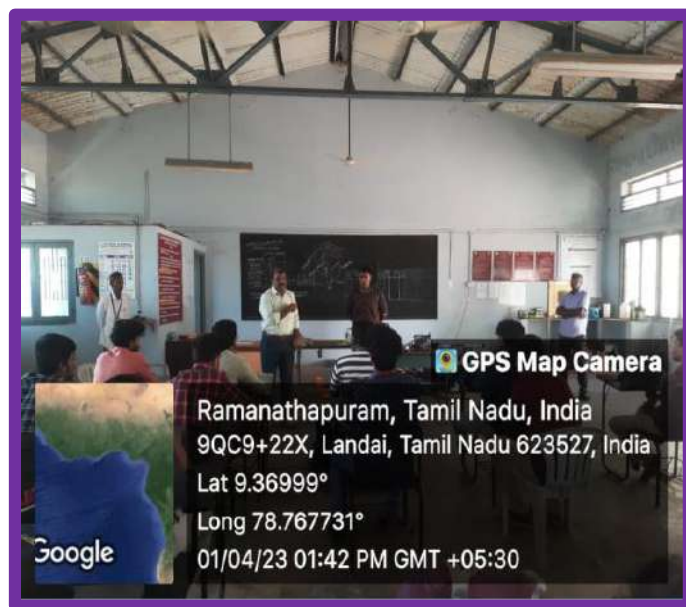 GPS Map Camera
Ramanathapuram, Tamil Nadu, India
9QC9+22X, Landai, Tamil Nadu 623527, India
Lat 9.36999°
Long 78.767731°
01/04/23 01:42 PM GMT +05:30
Google